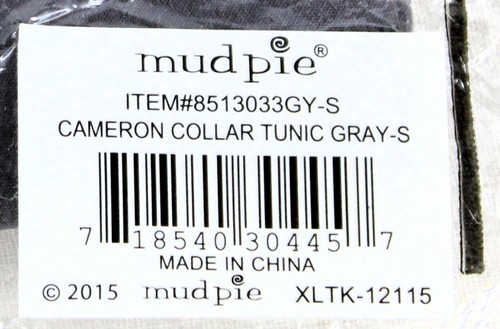 mudpie®
ITEM#8513033GY-S
CAMERON COLLAR TUNIC GRAY-S
7 18540 30445 7
MADE IN CHINA
© 2015 mudpie XLTK-12115